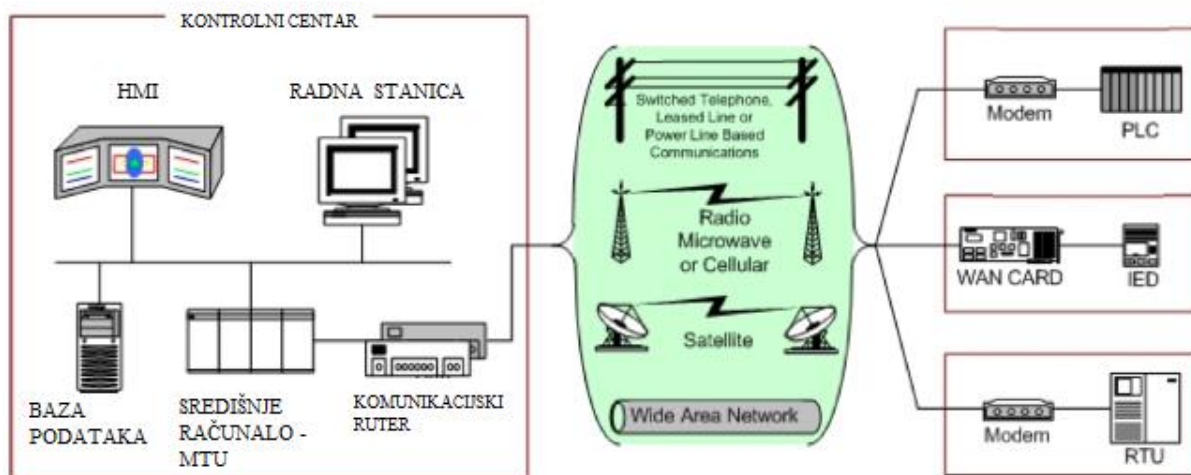 KONTROLNI CENTAR
HMI
RADNA STANICA
BAZA
PODATAKA
SREDIŠNJE
RAČUNALO -
MTU
KOMUNIKACIJSKI
RUTER
Switched Telephone,
Leased Line or
Power Line Based
Communications
Radio
Microwave
or Cellular
Satellite
Wide Area Network
Modem
PLC
WAN CARD
IED
Modem
RTU